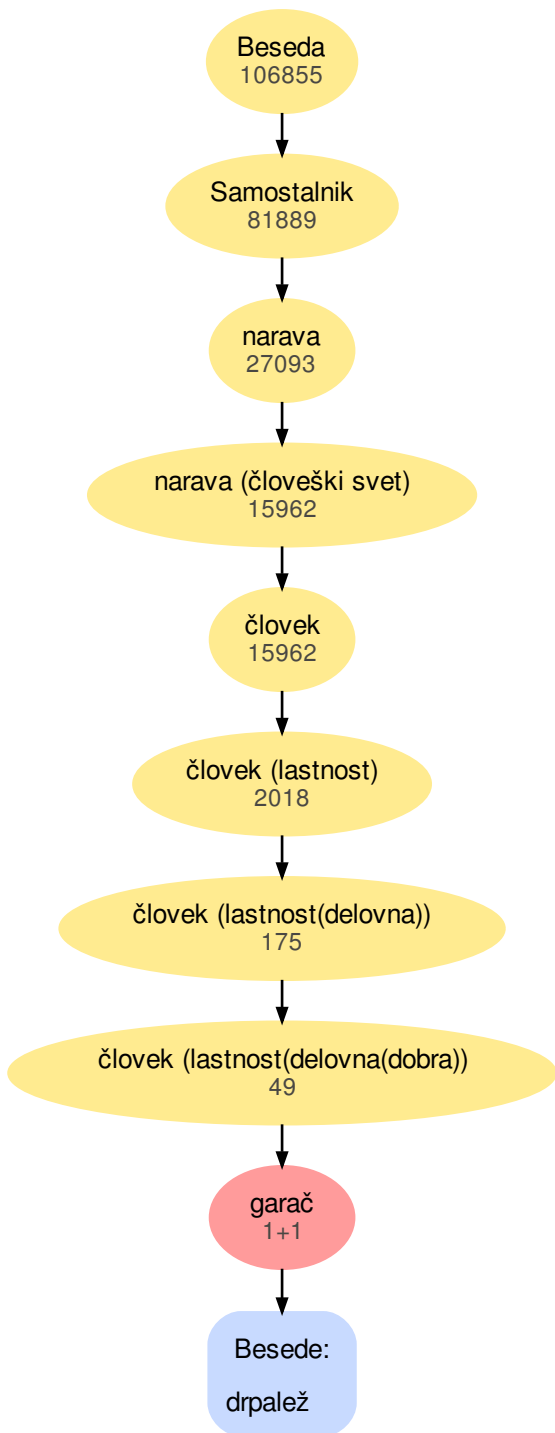 Beseda
106855
Samostalnik
81889
narava
27093
narava (človeški svet)
15962
človek
15962
človek (lastnost)
2018
človek (lastnost(delovna))
175
človek (lastnost(delovna(dobra))
49
garač
1+1
Besede:
drpalež